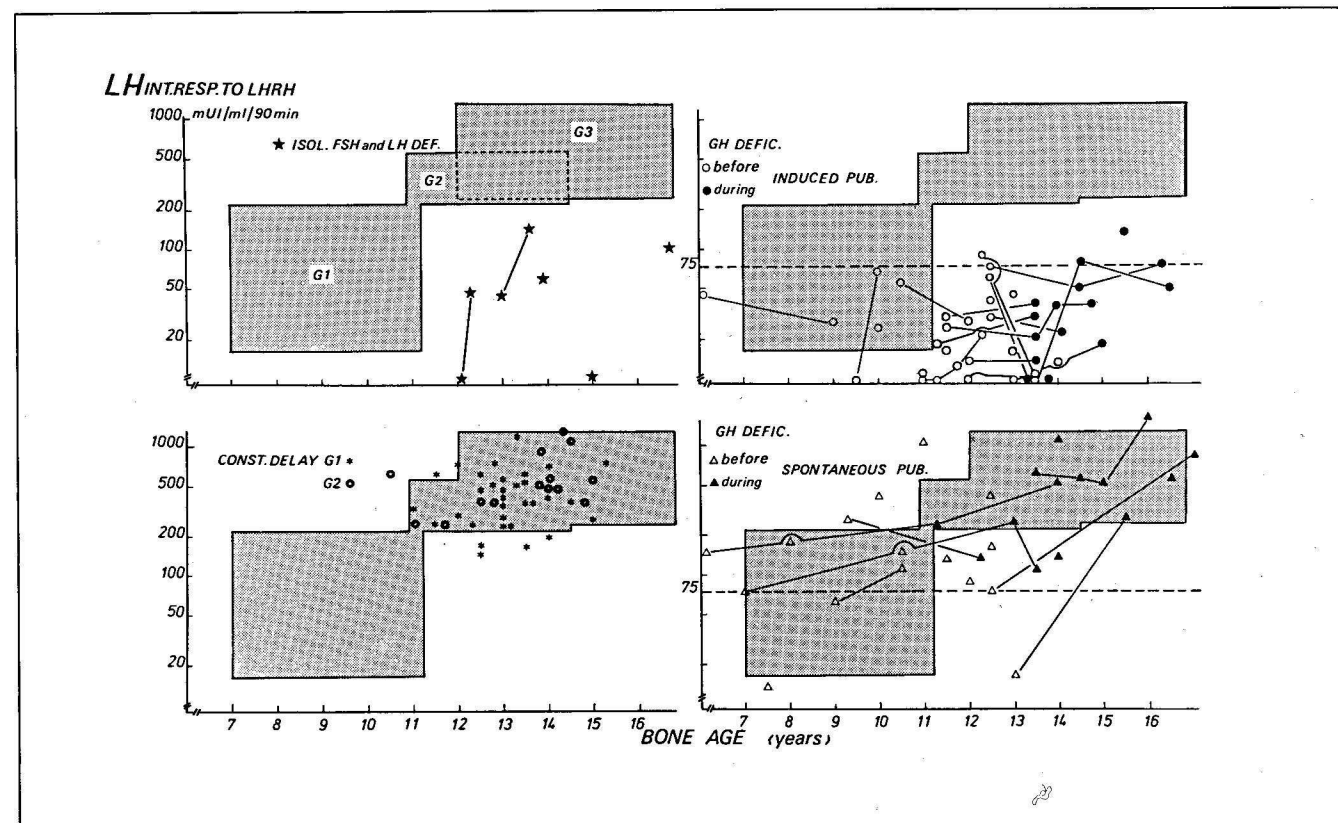 LH INT.RESP. TO LHRH
mUI/ml/90min
1000
500
200
100
50
20
★ ISOL. FSH and LH DEF.
G3
G2
G1
GH DEFIC.
○ before
● during
INDUCED PUB.
75
1000
500
200
100
50
20
CONST. DELAY G1 *
G2 ○
GH DEFIC.
△ before
▲ during
SPONTANEOUS PUB.
75
7 8 9 10 11 12 13 14 15 16
7 8 9 10 11 12 13 14 15 16
BONE AGE (years)